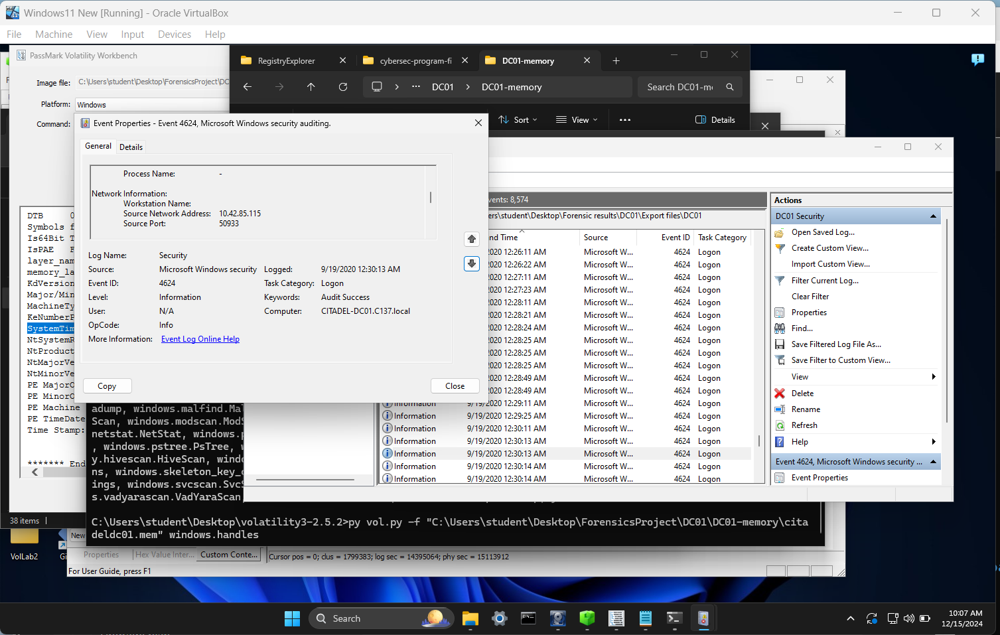 Windows11 New [Running] - Oracle VirtualBox
File Machine View Input Devices Help
PassMark Volatility Workbench
Image file: C:\Users\student\Desktop\ForensicsProject\DC
Platform: Windows
Command:
RegistryExplorer
cybersec-program-fi
DC01-memory
DC01
DC01-memory
Search DC01-m
Sort
View
Details
Event Properties - Event 4624, Microsoft Windows security auditing.
General
Details
Process Name: -
Network Information:
Workstation Name:
Source Network Address: 10.42.85.115
Source Port: 50933
Log Name: Security
Source: Microsoft Windows security
Logged: 9/19/2020 12:30:13 AM
Event ID: 4624
Task Category: Logon
Level: Information
Keywords: Audit Success
User: N/A
Computer: CITADEL-DC01.C137.local
OpCode: Info
More Information: Event Log Online Help
Copy
Close
DTB 0
Symbols f
Is64Bit T
IsPAE F
layer_nam
memory_la
KdVersion
Major/Min
MachineTy
KeNumberP
SystemTim
NtSystemR
NtProduct
NtMajorVe
NtMinorVe
PE MajorO
PE MinorO
PE Machine
PE TimeDate
Time Stamp:
******* End
38 items
vents: 8,574
ers\student\Desktop\Forensic results\DC01\Export files\DC01
nd Time Source Event ID Task Category
2020 12:26:11 AM Microsoft W... 4624 Logon
2020 12:26:22 AM Microsoft W... 4624 Logon
2020 12:27:11 AM Microsoft W... 4624 Logon
2020 12:27:23 AM Microsoft W... 4624 Logon
2020 12:28:11 AM Microsoft W... 4624 Logon
2020 12:28:21 AM Microsoft W... 4624 Logon
2020 12:28:24 AM Microsoft W... 4624 Logon
2020 12:28:25 AM Microsoft W... 4624 Logon
2020 12:28:25 AM Microsoft W... 4624 Logon
2020 12:28:25 AM Microsoft W... 4624 Logon
2020 12:28:49 AM Microsoft W... 4624 Logon
2020 12:28:49 AM Microsoft W... 4624 Logon
Information 9/19/2020 12:29:11 AM Microsoft W... 4624 Logon
Information 9/19/2020 12:29:25 AM Microsoft W... 4624 Logon
Information 9/19/2020 12:30:11 AM Microsoft W... 4624 Logon
Information 9/19/2020 12:30:13 AM Microsoft W... 4624 Logon
Information 9/19/2020 12:30:13 AM Microsoft W... 4624 Logon
Information 9/19/2020 12:30:14 AM Microsoft W... 4624 Logon
Information 9/19/2020 12:30:14 AM Microsoft W... 4624 Logon
Actions
DC01 Security
Open Saved Log...
Create Custom View...
Import Custom View...
Filter Current Log...
Clear Filter
Properties
Find...
Save Filtered Log File As...
Save Filter to Custom View...
View
Delete
Rename
Refresh
Help
Event 4624, Microsoft Windows security ...
Event Properties
adump, windows.malfind.Mal
Scan, windows.modscan.ModS
netstat.NetStat, windows.p
, windows.pstree.PsTree, w
y.hivescan.HiveScan, windo
ns, windows.skeleton_key_c
ings, windows.svcscan.SvcS
s.vadyarascan.VadYaraScan
C:\Users\student\Desktop\volatility3-2.5.2>py vol.py -f "C:\Users\student\Desktop\ForensicsProject\DC01\DC01-memory\cita
deldc01.mem" windows.handles
New
VolLab2
Gi
Properties
Hex Value Inter...
Custom Conte...
Cursor pos = 0; clus = 1799383; log sec = 14395064; phy sec = 15113912
For User Guide, press F1
Search
10:07 AM
12/15/2024